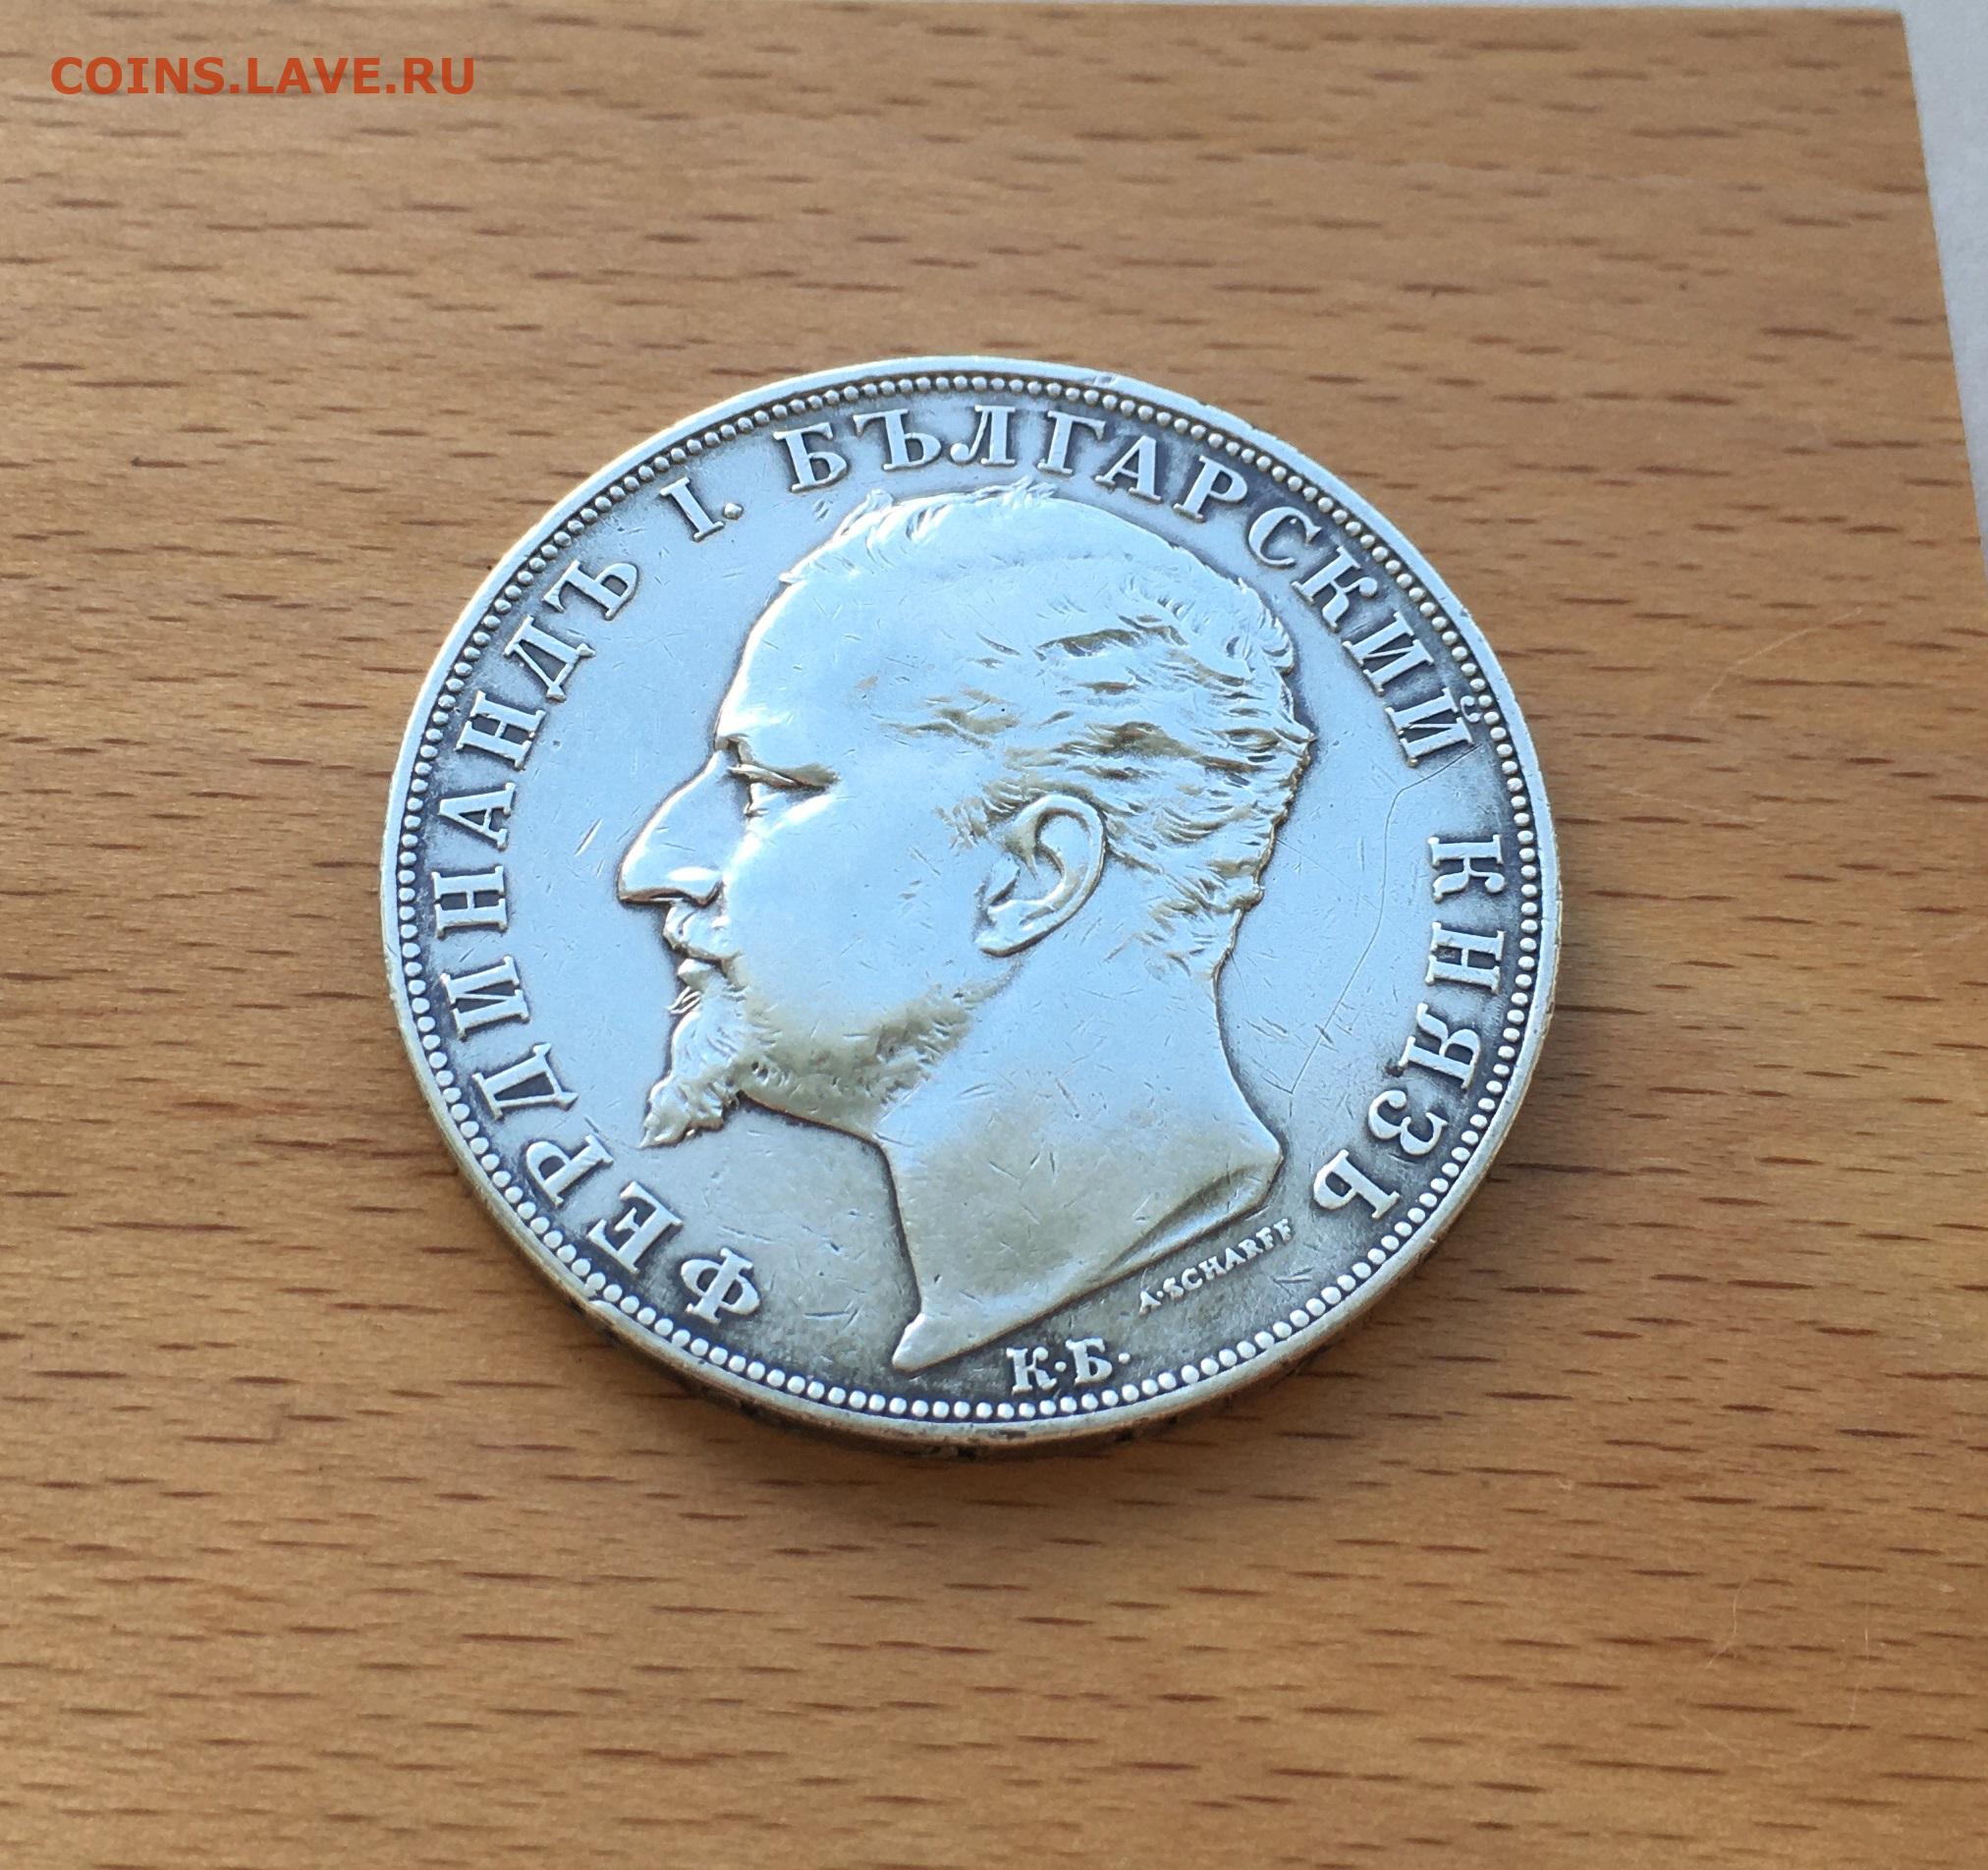 COINS.LAVE.RU
ФЕРДИНАНДЪ I. БЪЛГАРСКИЙ КНЯЗЪ
A·SCHARFF
К·Б·